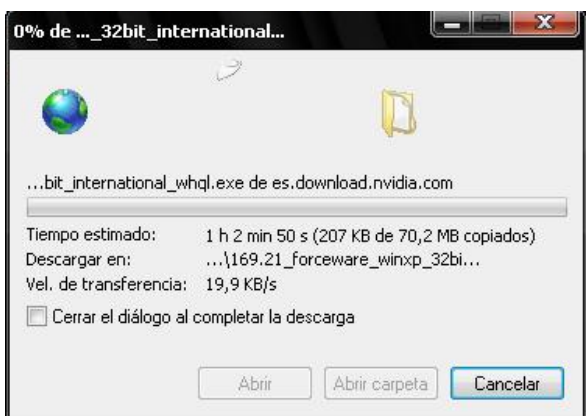 0% de ..._32bit_international...
...bit_international_whql.exe de es.download.nvidia.com
Tiempo estimado: 1 h 2 min 50 s (207 KB de 70,2 MB copiados)
Descargar en: ...\169.21_forceware_winxp_32bi...
Vel. de transferencia: 19,9 KB/s
Cerrar el diálogo al completar la descarga
Abrir Abrir carpeta Cancelar